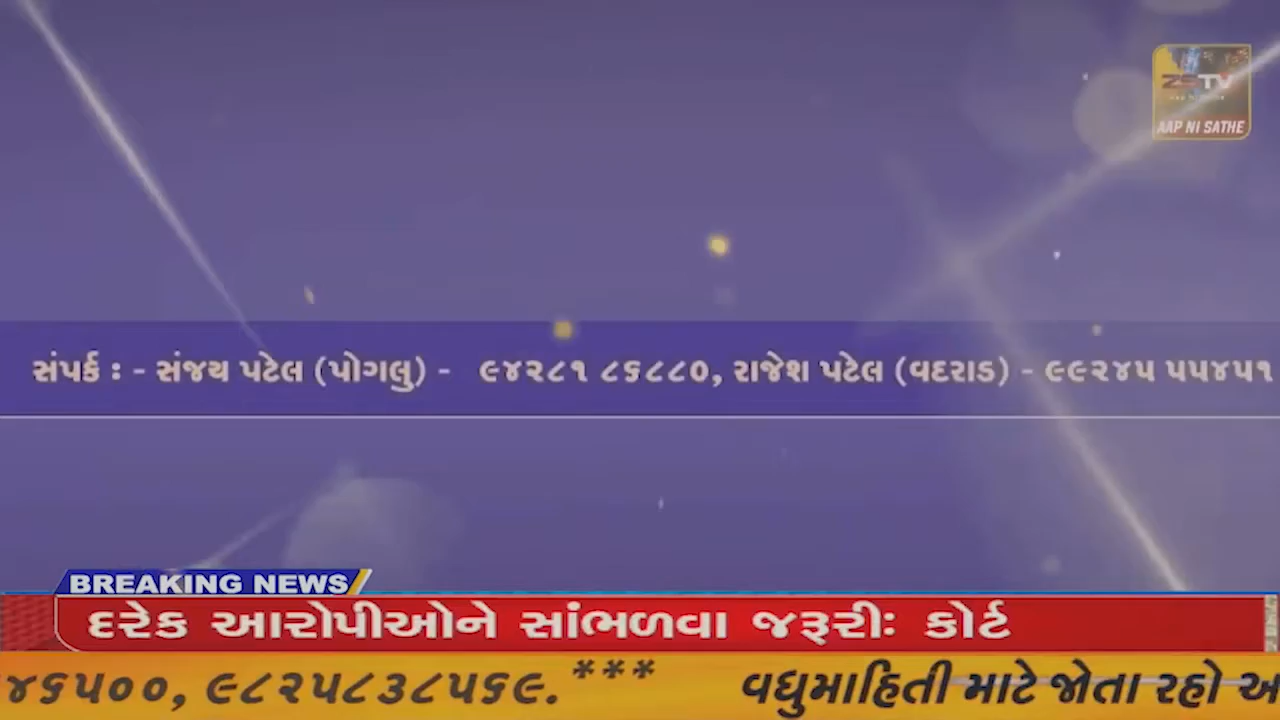 ZSTV
AAP NI SATHE
સંપર્ક : - સંજય પટેલ (પોગલુ) - ૯૪૨૮૧ ૮૬૮૮૦, રાજેશ પટેલ (વદરાડ) - ૯૯૨૪૫ ૫૫૪૫૧
BREAKING NEWS
દરેક આરોપીઓને સાંભળવા જરૂરીઃ કોર્ટ
૪૬૫૦૦, ૯૮૨૫૮૩૮૫૬૯.*** વધુમાહિતી માટે જોતા રહો